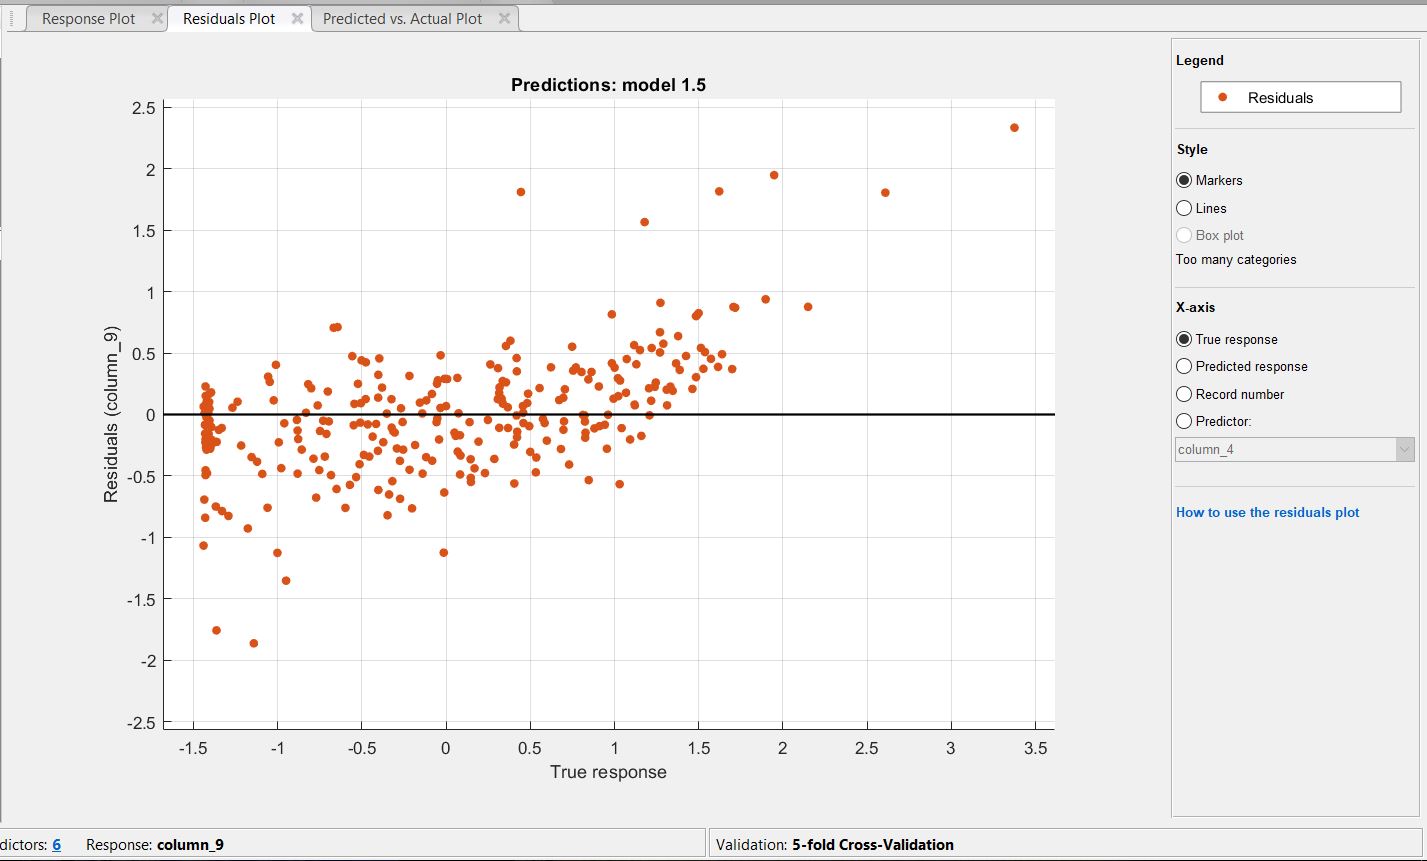 Response Plot
Residuals Plot
Predicted vs. Actual Plot
Predictions: model 1.5
2.5
2
1.5
1
0.5
0
-0.5
-1
-1.5
-2
-2.5
Residuals (column_9)
-1.5 -1 -0.5 0 0.5 1 1.5 2 2.5 3 3.5
True response
Legend
Residuals
Style
Markers
Lines
Box plot
Too many categories
X-axis
True response
Predicted response
Record number
Predictor:
column_4
How to use the residuals plot
dictors: 6 Response: column_9
Validation: 5-fold Cross-Validation